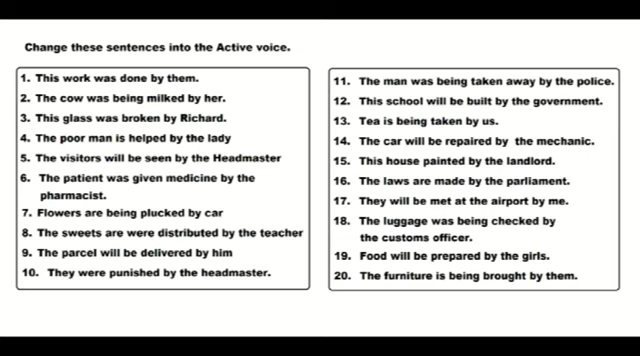 Change these sentences into the Active voice.
1. This work was done by them.
2. The cow was being milked by her.
3. This glass was broken by Richard.
4. The poor man is helped by the lady
5. The visitors will be seen by the Headmaster
6. The patient was given medicine by the
pharmacist.
7. Flowers are being plucked by car
8. The sweets are were distributed by the teacher
9. The parcel will be delivered by him
10. They were punished by the headmaster.
11. The man was being taken away by the police.
12. This school will be built by the government.
13. Tea is being taken by us.
14. The car will be repaired by the mechanic.
15. This house painted by the landlord.
16. The laws are made by the parliament.
17. They will be met at the airport by me.
18. The luggage was being checked by
the customs officer.
19. Food will be prepared by the girls.
20. The furniture is being brought by them.